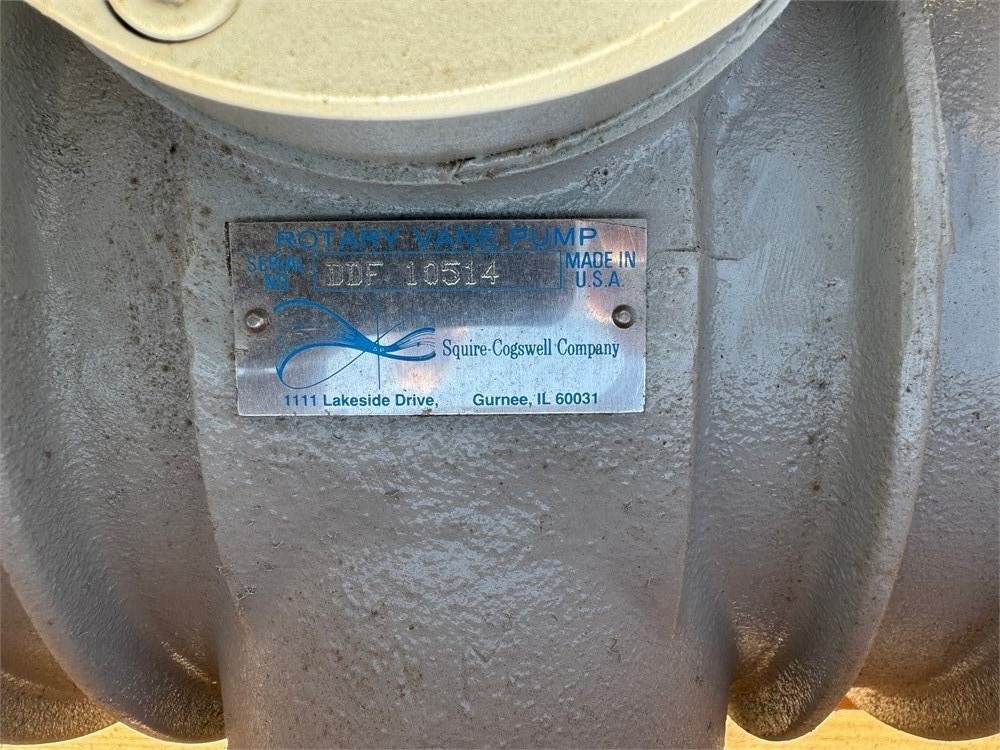 ROTARY VANE PUMP
SERIAL NO. DDF 10514 MADE IN U.S.A.
Squire-Cogswell Company
1111 Lakeside Drive, Gurnee, IL 60031